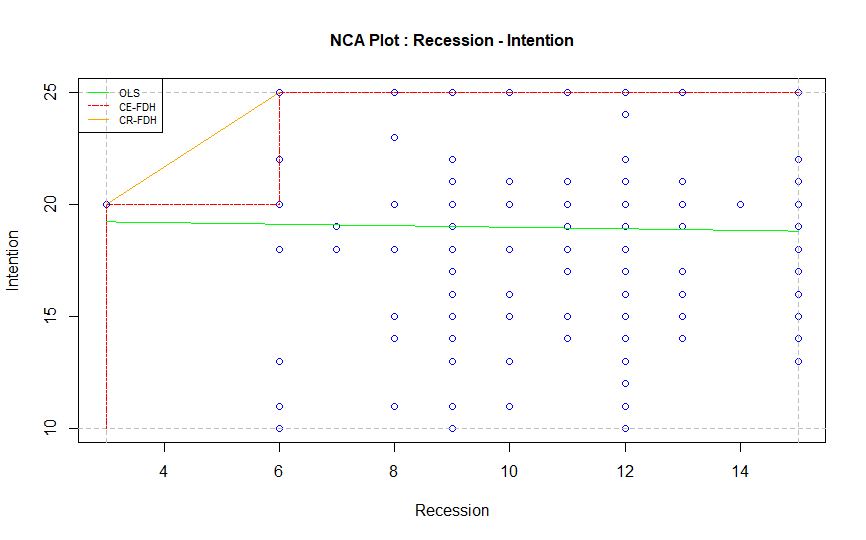 NCA Plot : Recession - Intention
OLS
CE-FDH
CR-FDH
25
20
15
10
Intention
4 6 8 10 12 14
Recession